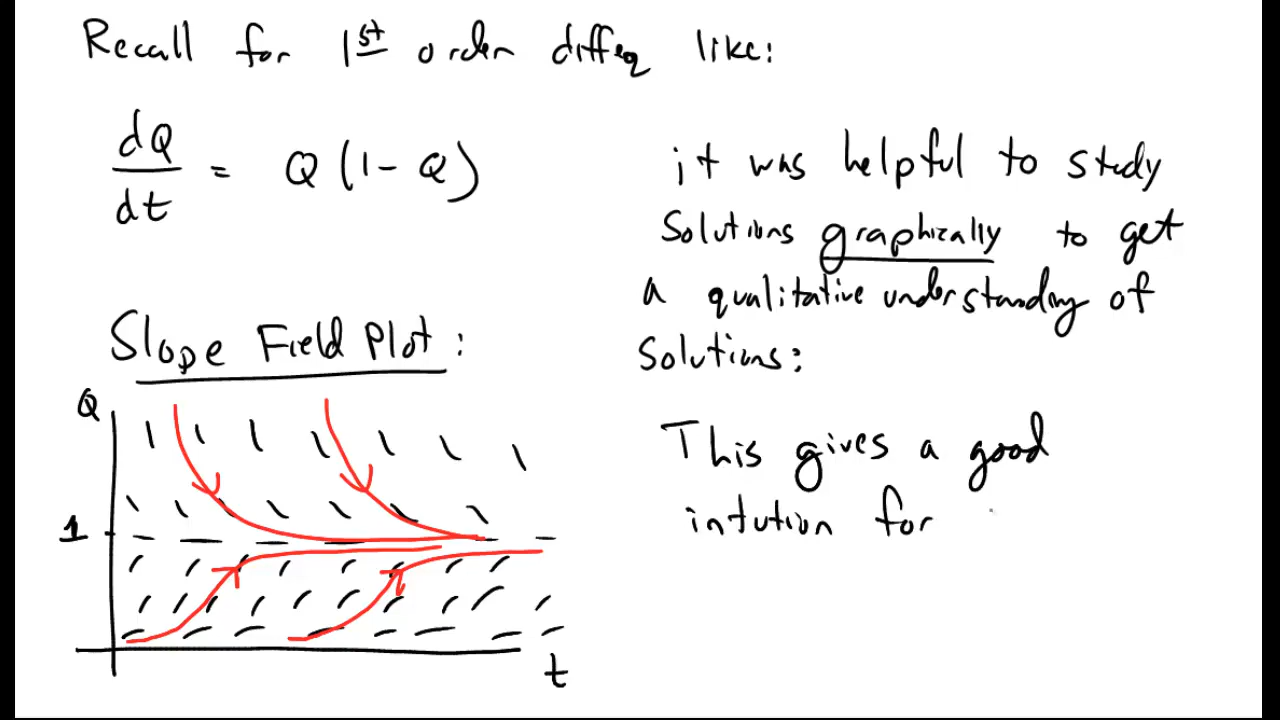 Recall for 1st order diffeq like:
dQ/dt = Q (1 - Q)
it was helpful to study
Solutions graphically to get
a qualitative understanding of
Solutions:
Slope Field Plot:
Q
1
t
This gives a good
intution for